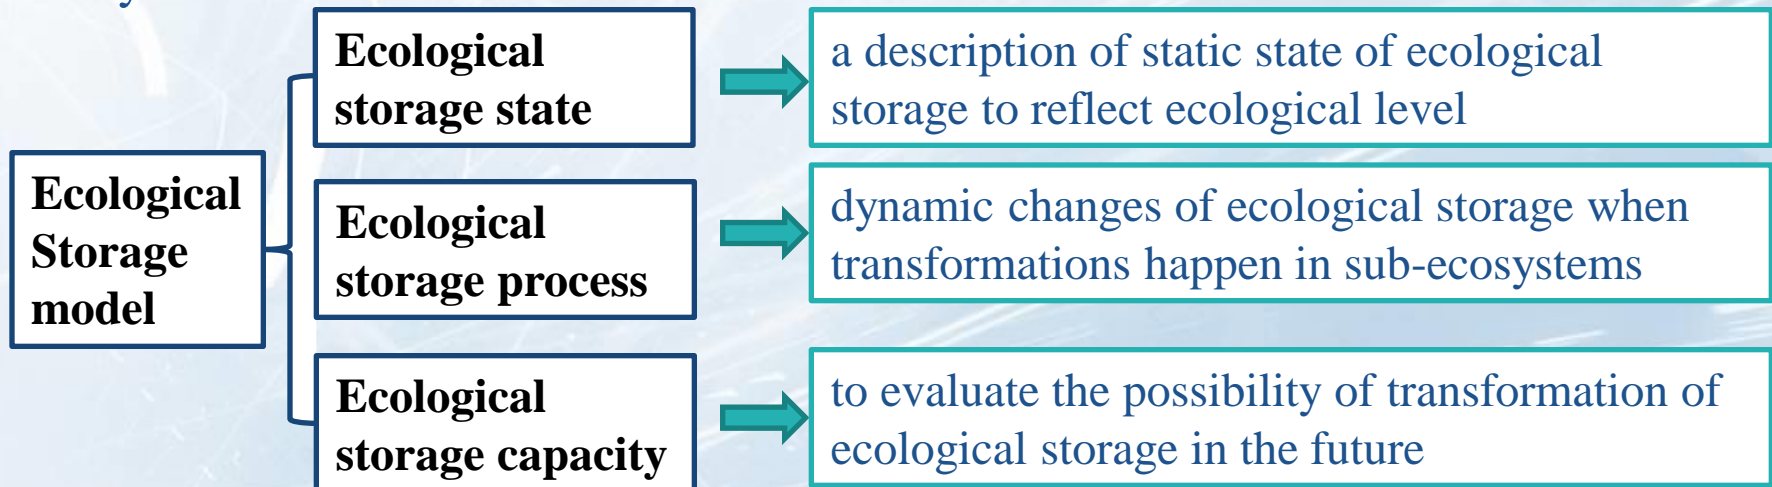 Ecological
storage state
a description of static state of ecological
storage to reflect ecological level
Ecological
Storage
model
Ecological
storage process
dynamic changes of ecological storage when
transformations happen in sub-ecosystems
Ecological
storage capacity
to evaluate the possibility of transformation of
ecological storage in the future